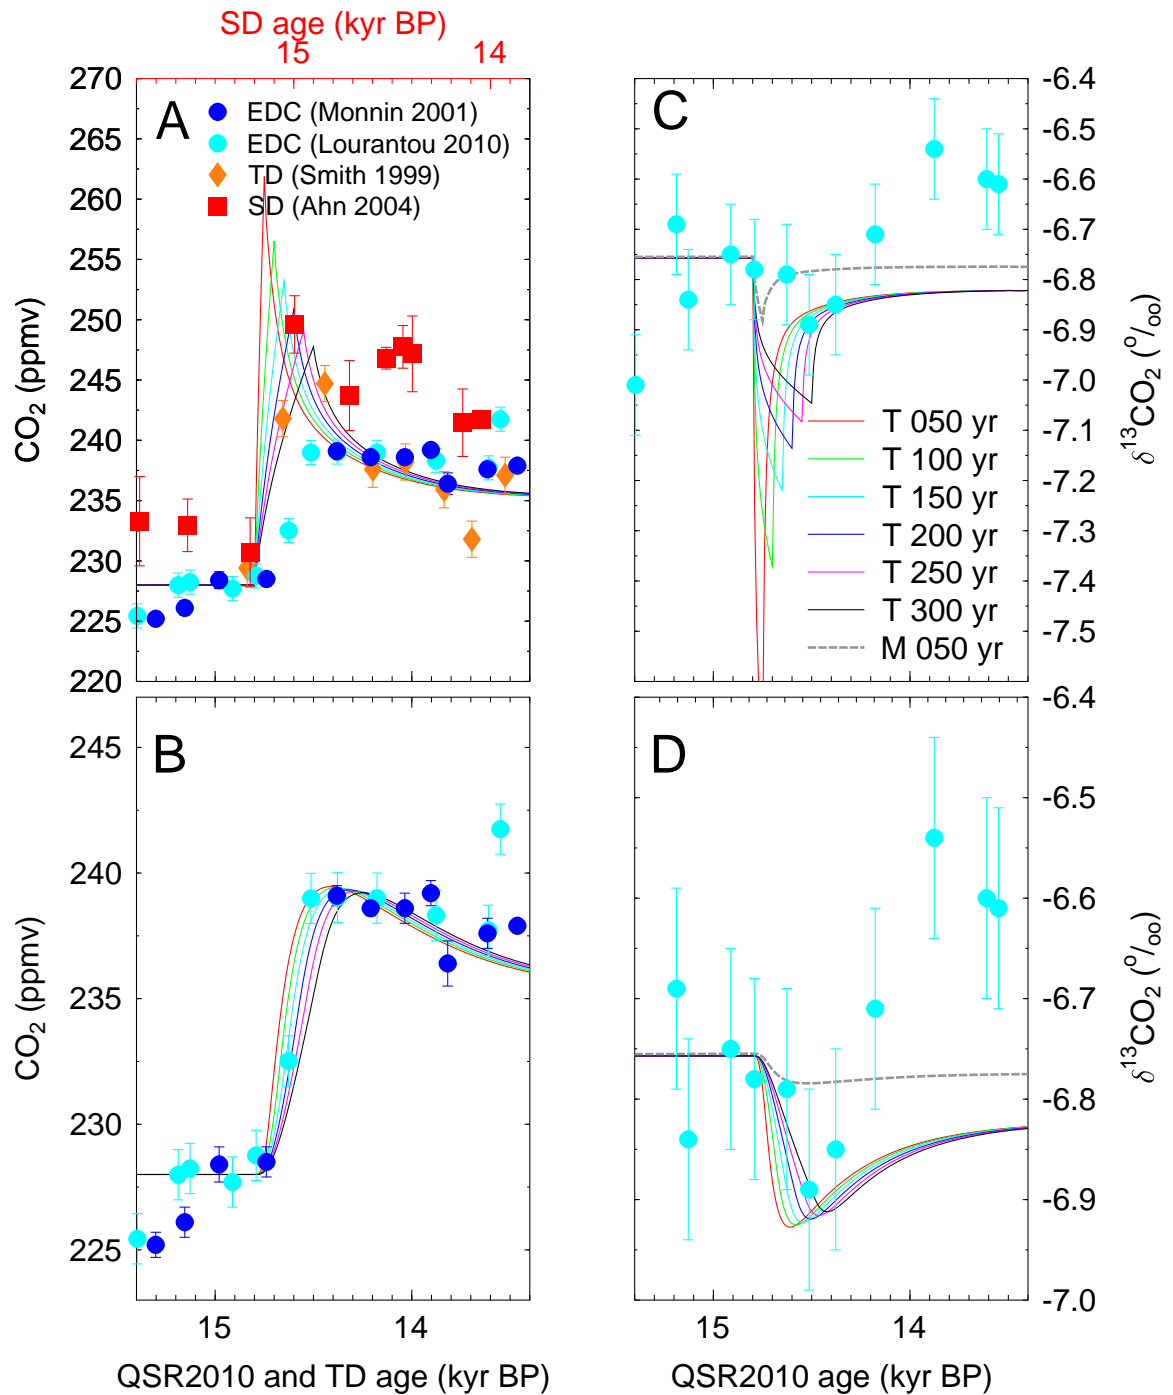 SD age (kyr BP)
15
14
A
EDC (Monnin 2001)
EDC (Lourantou 2010)
TD (Smith 1999)
SD (Ahn 2004)
270
265
260
255
250
245
240
235
230
225
220
CO2 (ppmv)
C
-6.4
-6.5
-6.6
-6.7
-6.8
-6.9
-7.0
-7.1
-7.2
-7.3
-7.4
-7.5
δ13CO2 (o/oo)
T 050 yr
T 100 yr
T 150 yr
T 200 yr
T 250 yr
T 300 yr
M 050 yr
B
245
240
235
230
225
CO2 (ppmv)
15
14
QSR2010 and TD age (kyr BP)
D
-6.4
-6.5
-6.6
-6.7
-6.8
-6.9
-7.0
δ13CO2 (o/oo)
15
14
QSR2010 age (kyr BP)